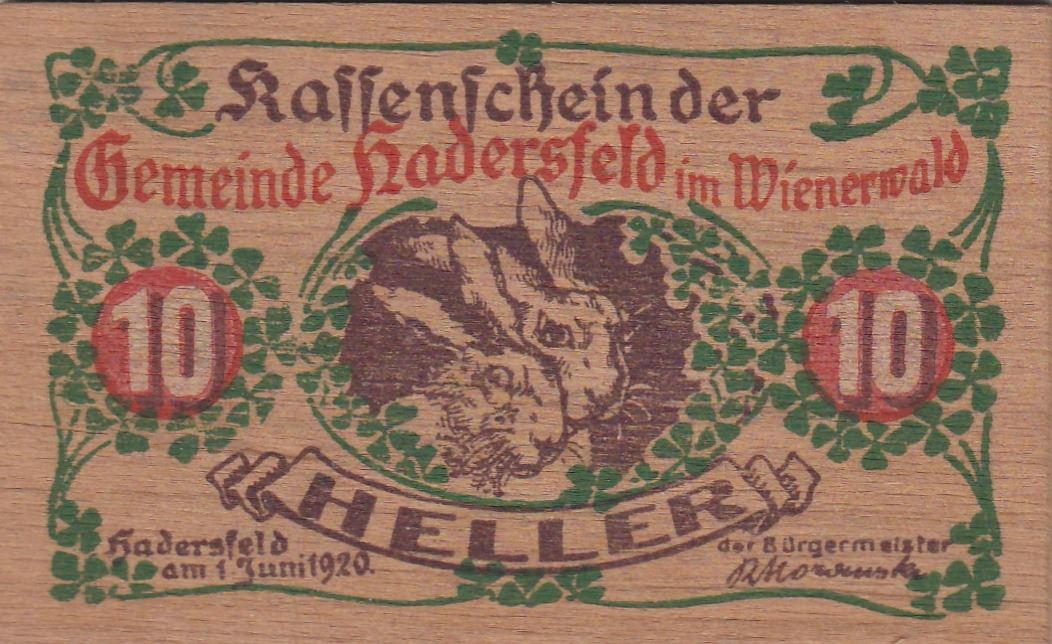 Kassenschein der
Gemeinde Hadersfeld im Wienerwald
10 10
HELLER
Hadersfeld
am 1 Juni 1920.
der Bürgermeister